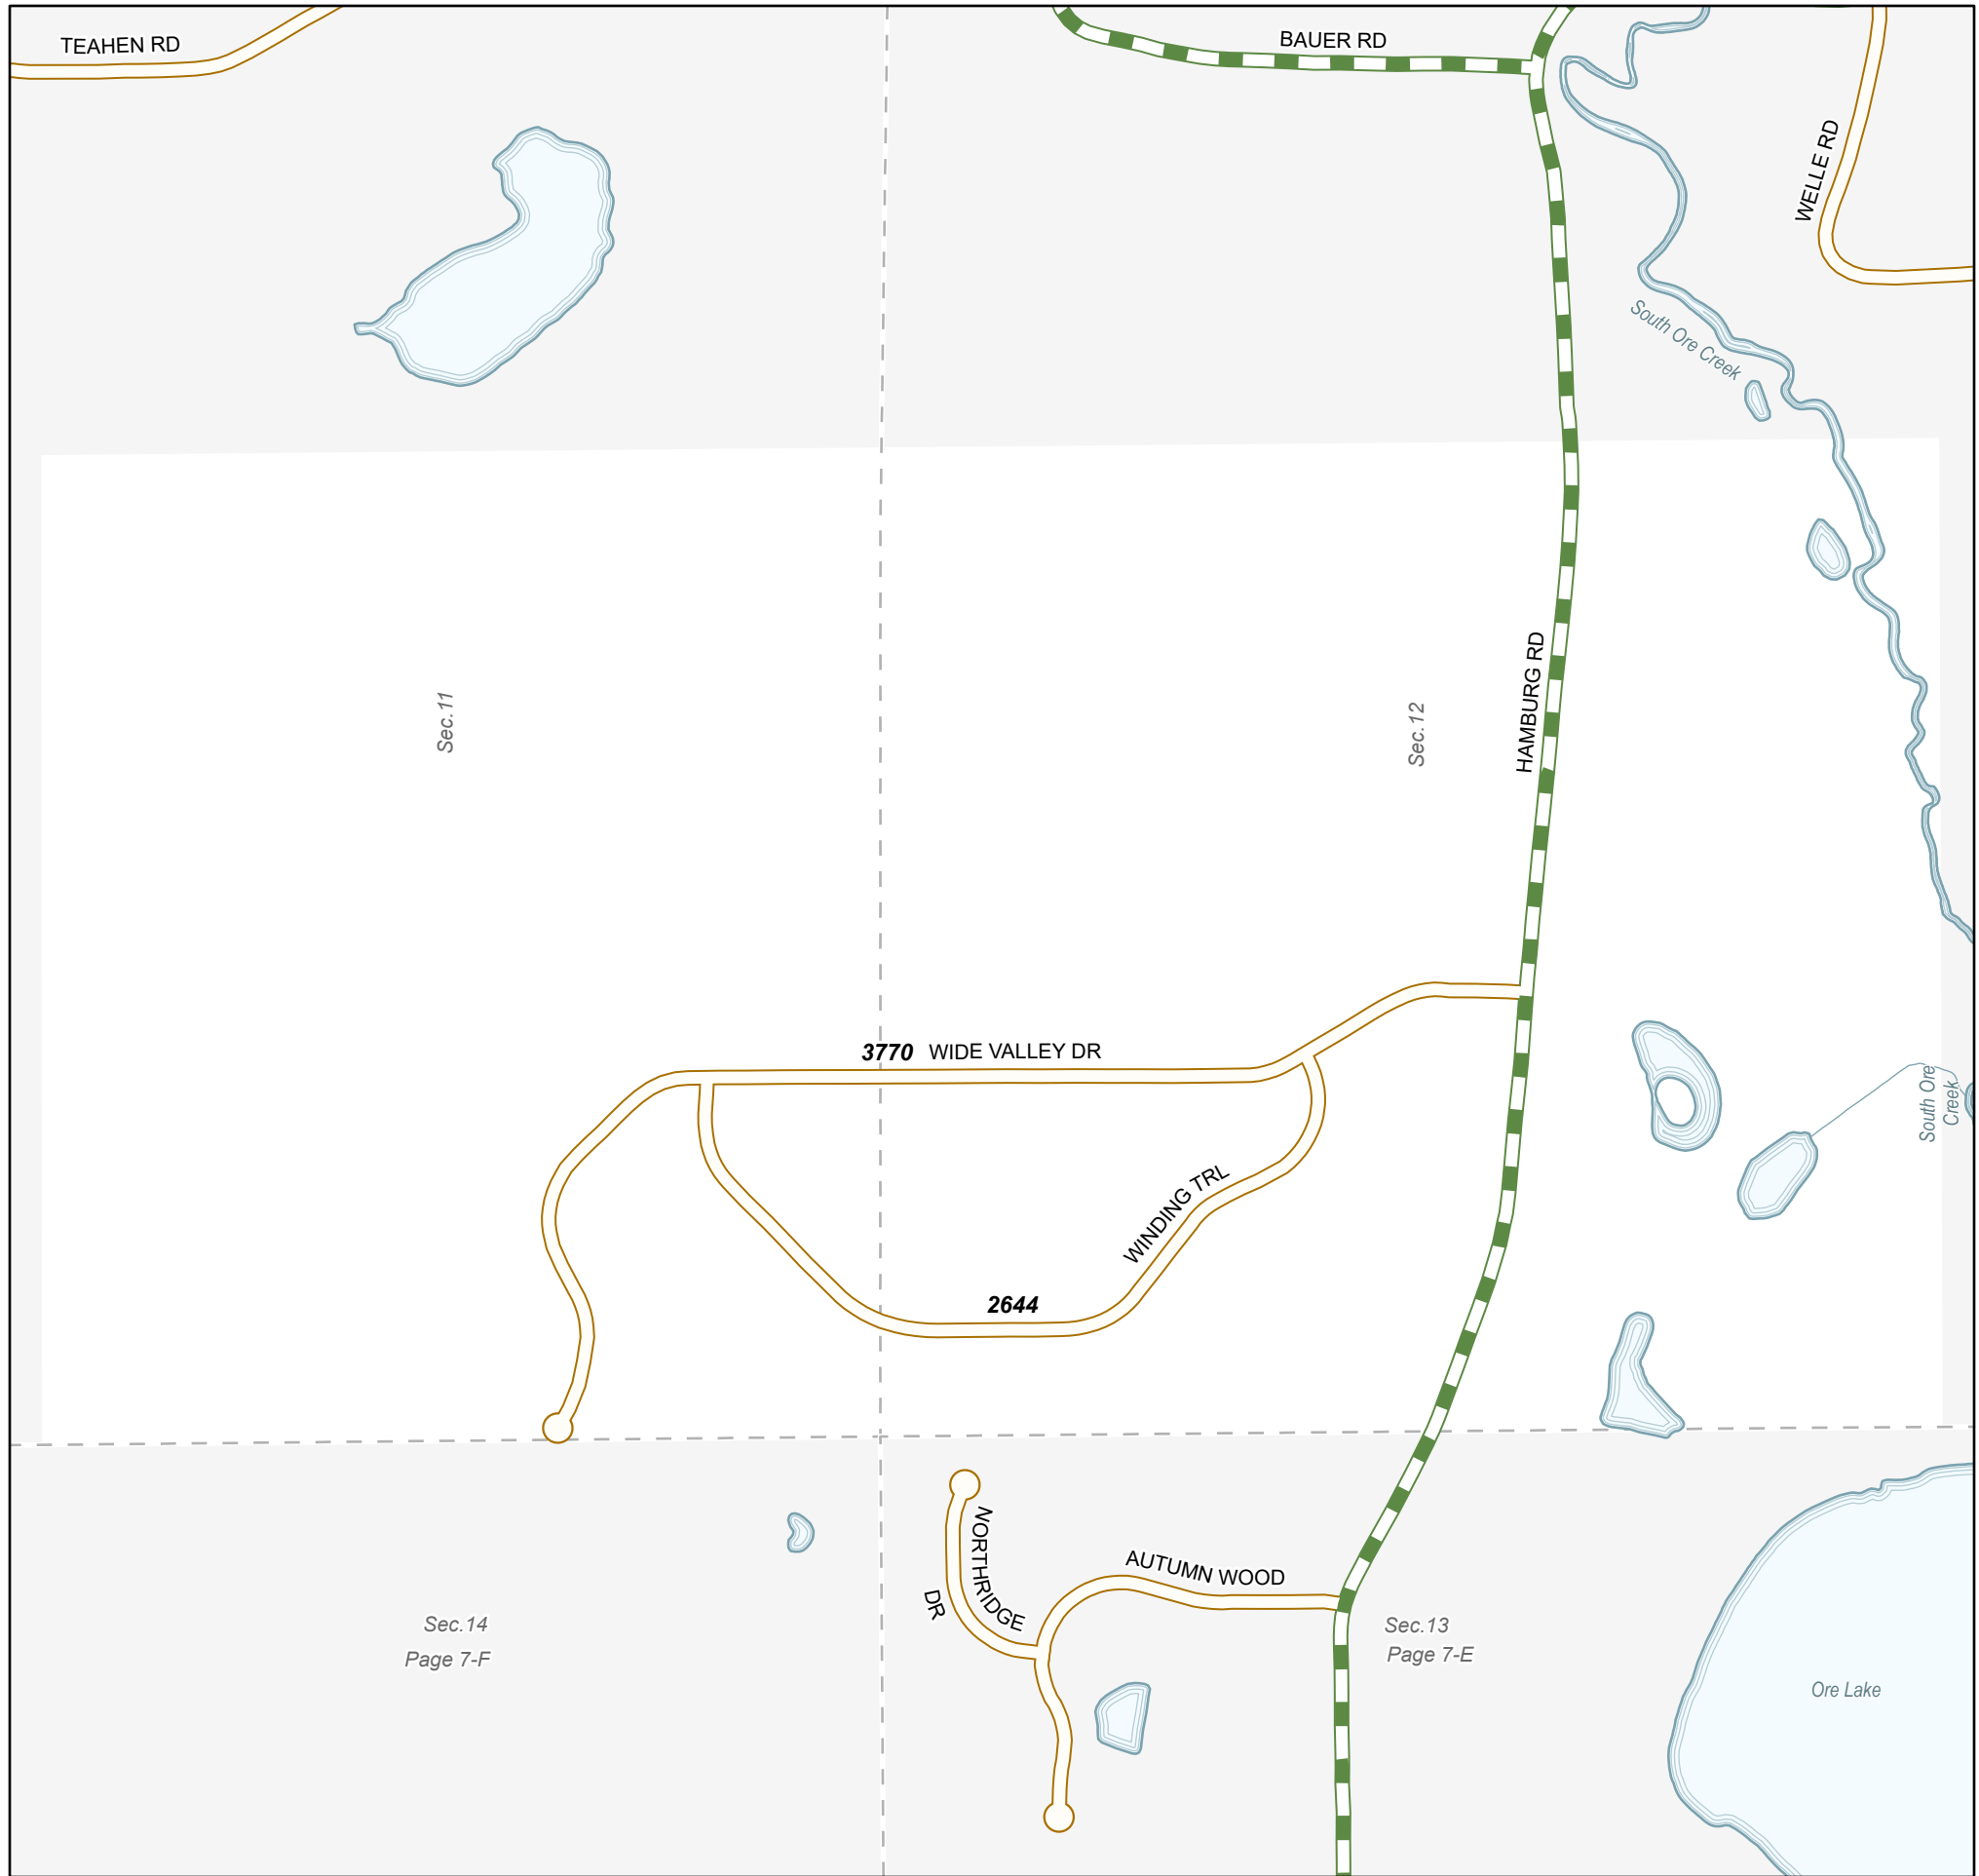 TEAHEN RD
BAUER RD
WELLE RD
South Ore Creek
Sec.11
Sec.12
HAMBURG RD
3770 WIDE VALLEY DR
South Ore
Creek
WINDING TRL
2644
NORTHRIDGE
DR
AUTUMN WOOD
Sec.14
Page 7-F
Sec.13
Page 7-E
Ore Lake